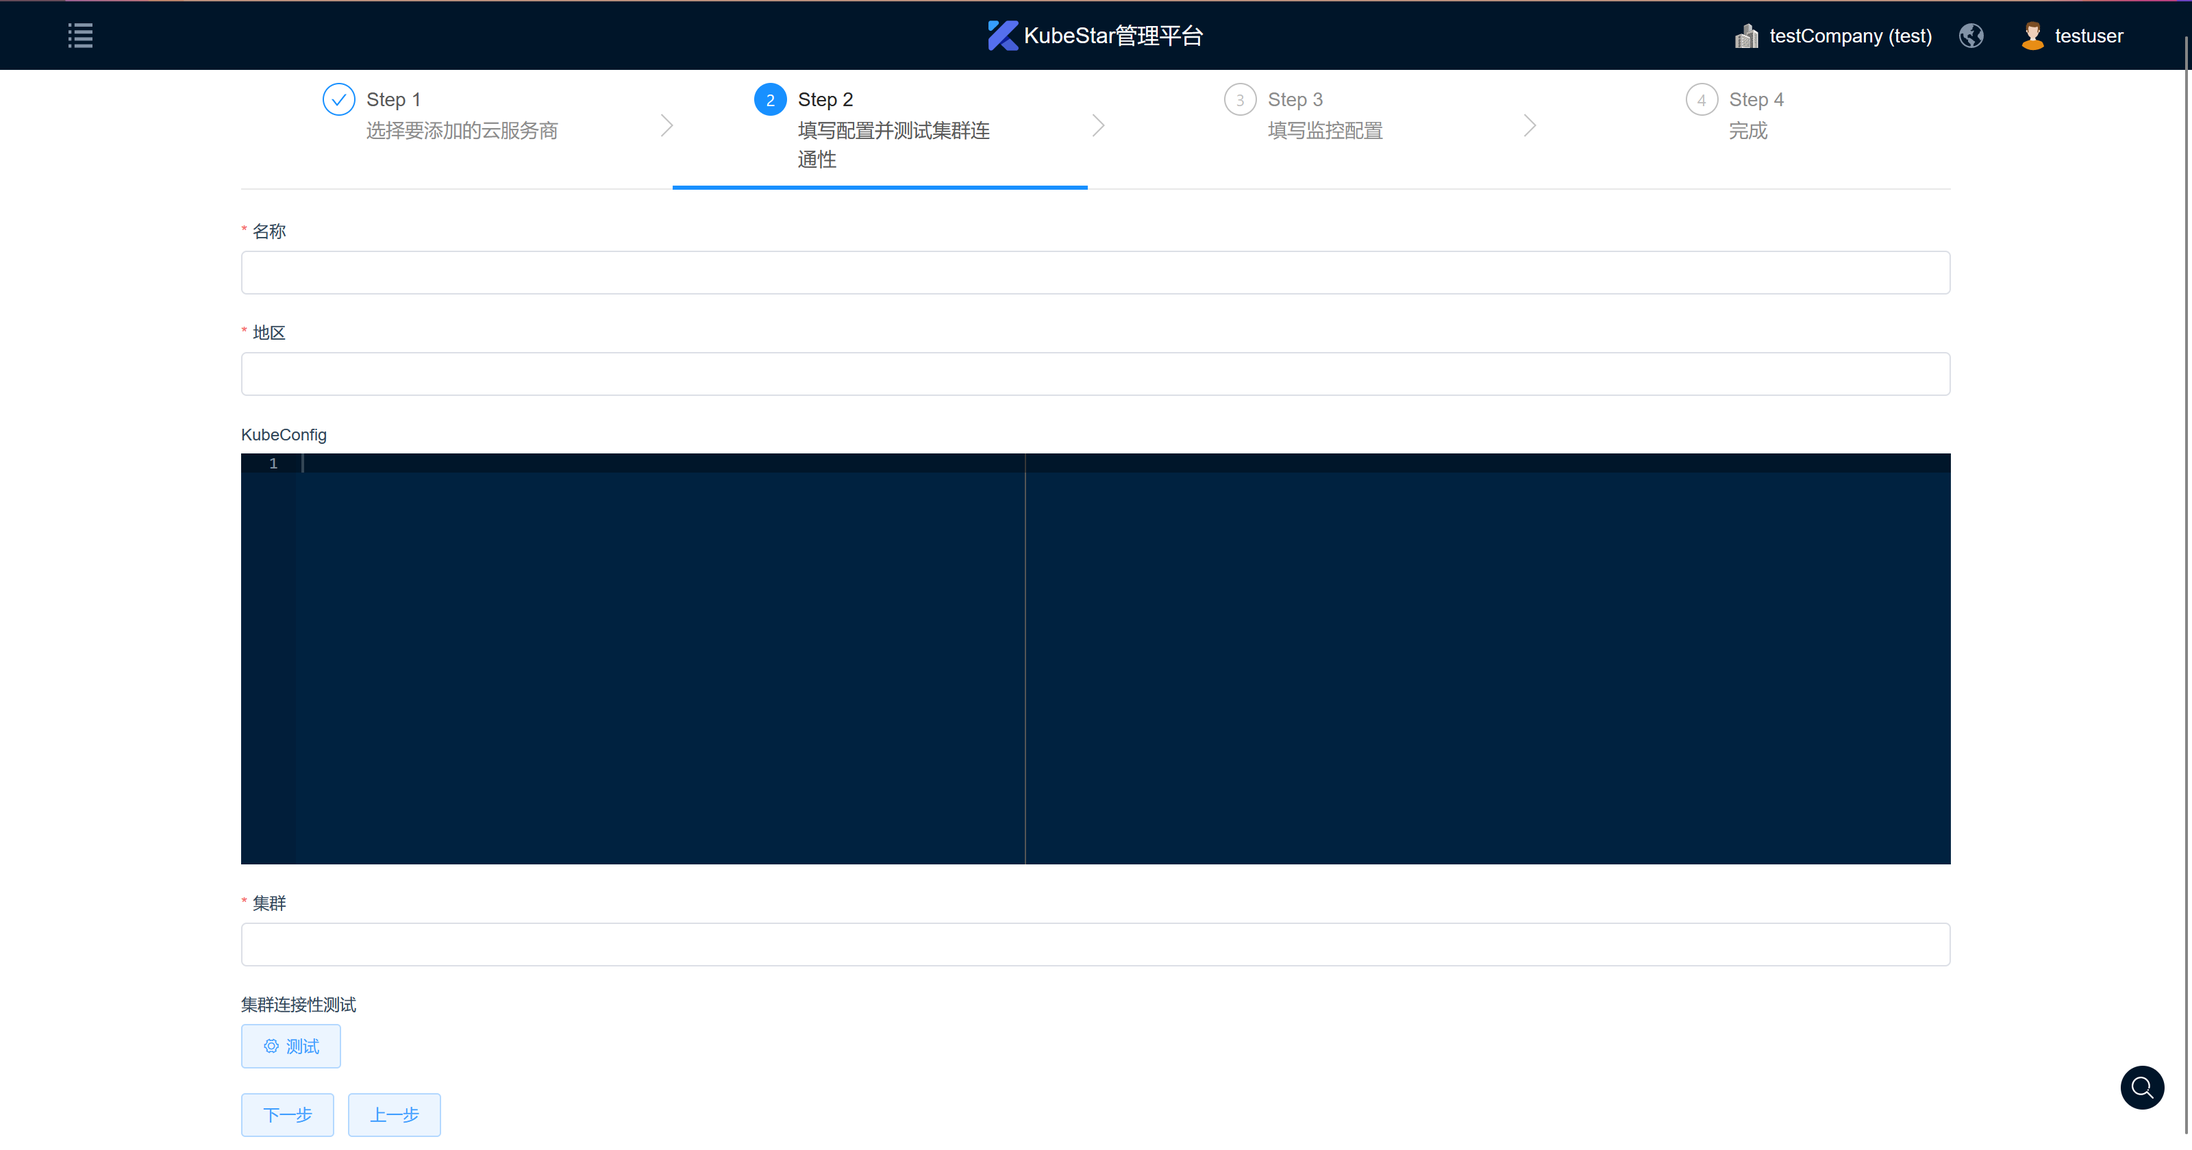 KubeStar管理平台
testCompany (test)
testuser
Step 1
选择要添加的云服务商
2
Step 2
填写配置并测试集群连
通性
3
Step 3
填写监控配置
4
Step 4
完成
* 名称
* 地区
KubeConfig
1
* 集群
集群连接性测试
测试
下一步
上一步